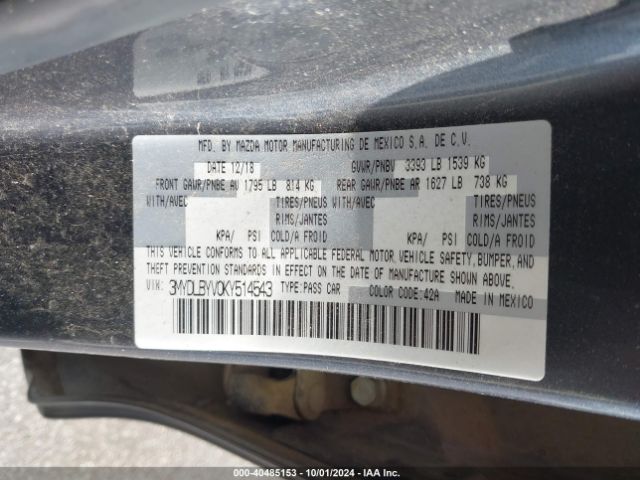 MFD. BY MAZDA MOTOR MANUFACTURING DE MEXICO S.A. DE C.V.
DATE 12/18 GVWR/PNBV 3393 LB 1539 KG
FRONT GAWR/PNBE AV 1795 LB 814 KG REAR GAWR/PNBE AR 1627 LB 738 KG
WITH/AVEC TIRES/PNEUS WITH/AVEC TIRES/PNEUS
RIMS/JANTES RIMS/JANTES
KPA/ PSI COLD/A FROID KPA/ PSI COLD/A FROID
THIS VEHICLE CONFORMS TO ALL APPLICABLE FEDERAL MOTOR VEHICLE SAFETY, BUMPER, AND
THEFT PREVENTION STANDARDS IN EFFECT ON THE DATE OF MANUFACTURE SHOWN ABOVE.
VIN: 3MYDLBYV0KY514543 TYPE:PASS CAR COLOR CODE:42A MADE IN MEXICO
000-40485153 - 10/01/2024 - IAA Inc.